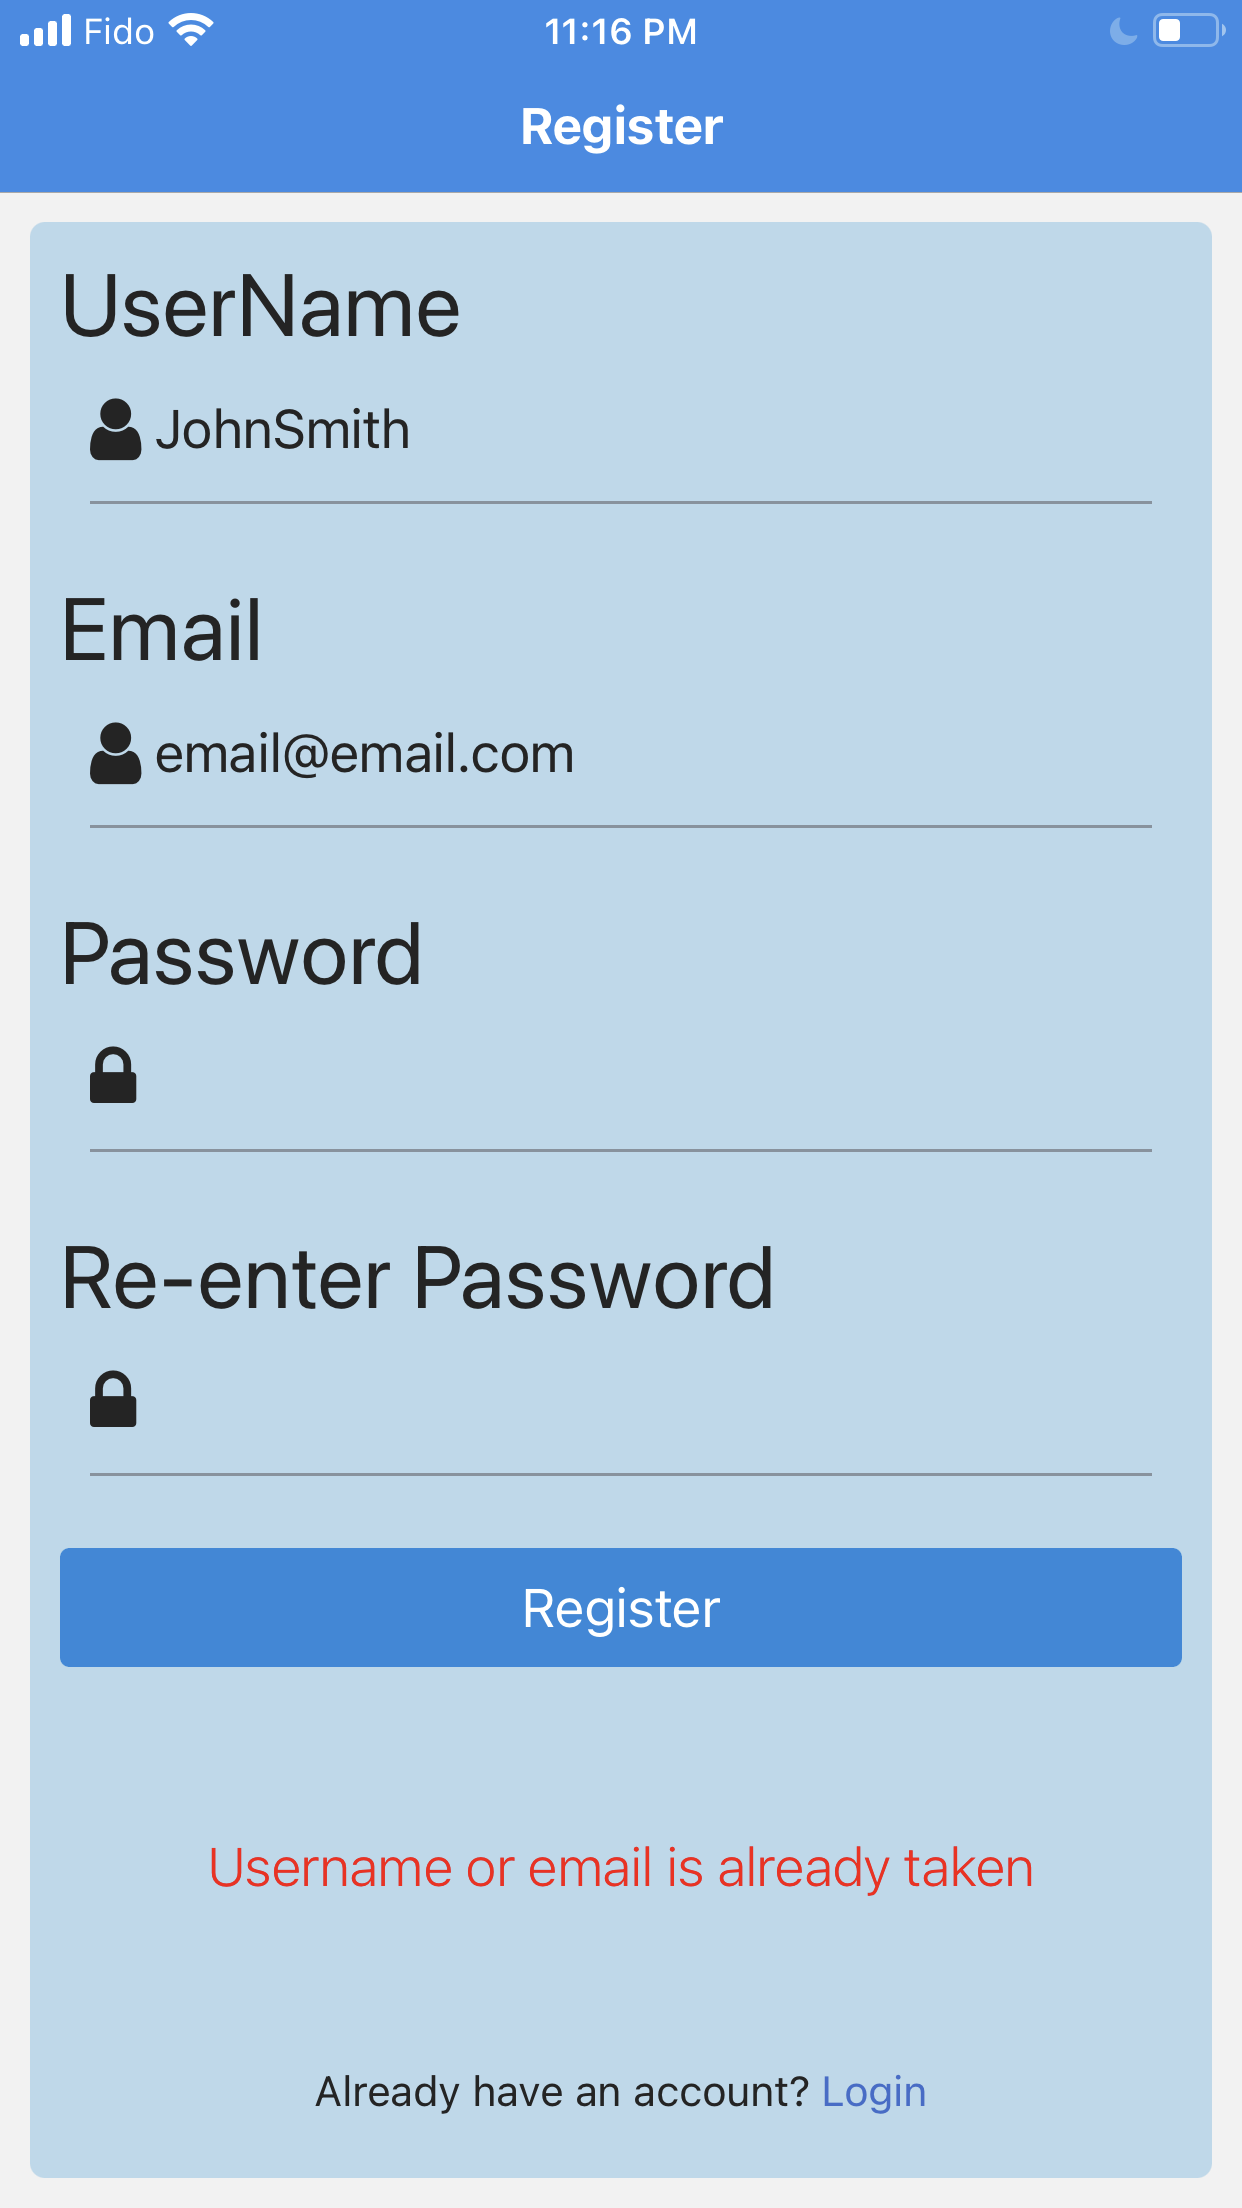 Fido 11:16 PM
Register
UserName
JohnSmith
Email
email@email.com
Password
Re-enter Password
Register
Username or email is already taken
Already have an account? Login